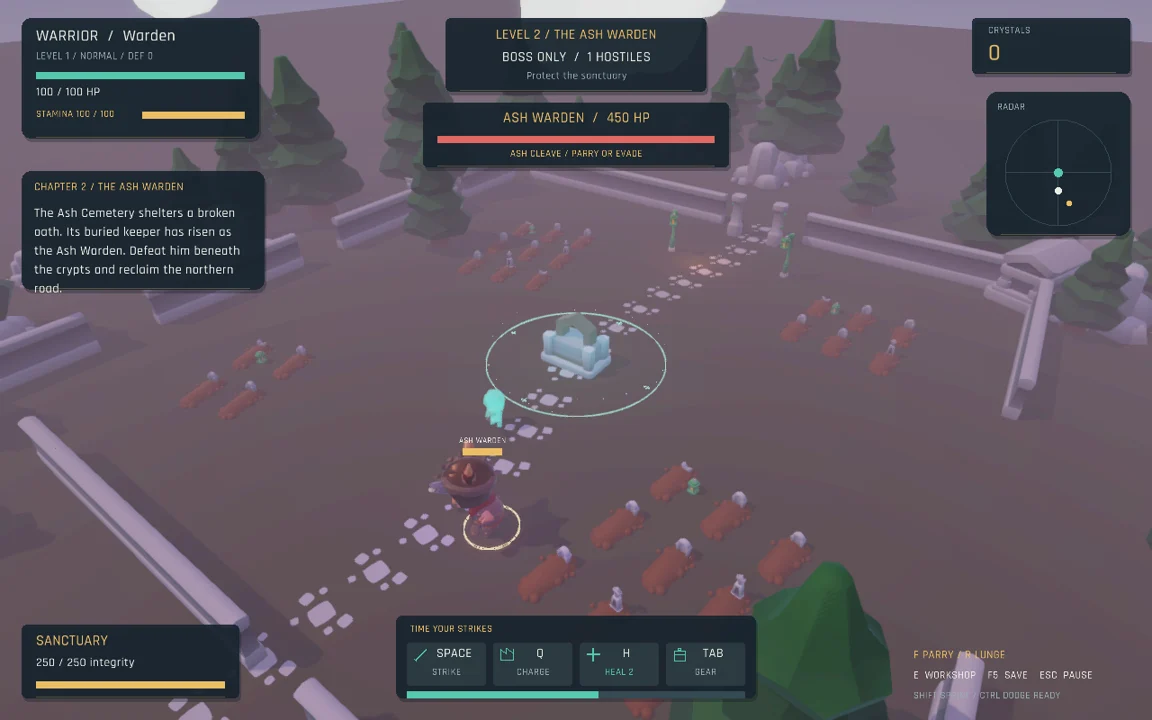 WARRIOR / Warden
LEVEL 1 / NORMAL / DEF 0
100 / 100 HP
STAMINA 100 / 100
LEVEL 2 / THE ASH WARDEN
BOSS ONLY / 1 HOSTILES
Protect the sanctuary
ASH WARDEN / 450 HP
ASH CLEAVE / PARRY OR EVADE
CRYSTALS
0
RADAR
CHAPTER 2 / THE ASH WARDEN
The Ash Cemetery shelters a broken
oath. Its buried keeper has risen as
the Ash Warden. Defeat him beneath
the crypts and reclaim the northern
road.
ASH WARDEN
SANCTUARY
250 / 250 integrity
TIME YOUR STRIKES
SPACE
STRIKE
Q
CHARGE
H
HEAL 2
TAB
GEAR
F PARRY / R LUNGE
E WORKSHOP F5 SAVE ESC PAUSE
SHIFT SPRINT / CTRL DODGE READY